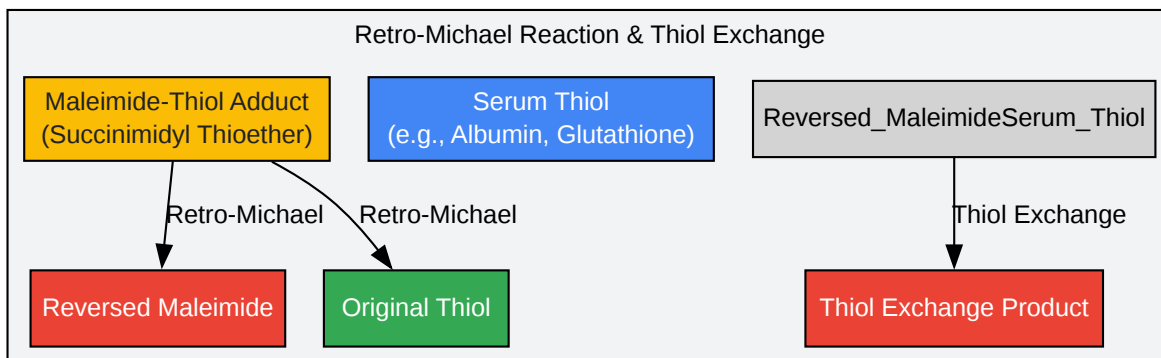 Retro-Michael Reaction & Thiol Exchange
Maleimide-Thiol Adduct
(Succinimidyl Thioether)
Serum Thiol
(e.g., Albumin, Glutathione)
Reversed_MaleimideSerum_Thiol
Retro-Michael
Retro-Michael
Thiol Exchange
Reversed Maleimide
Original Thiol
Thiol Exchange Product